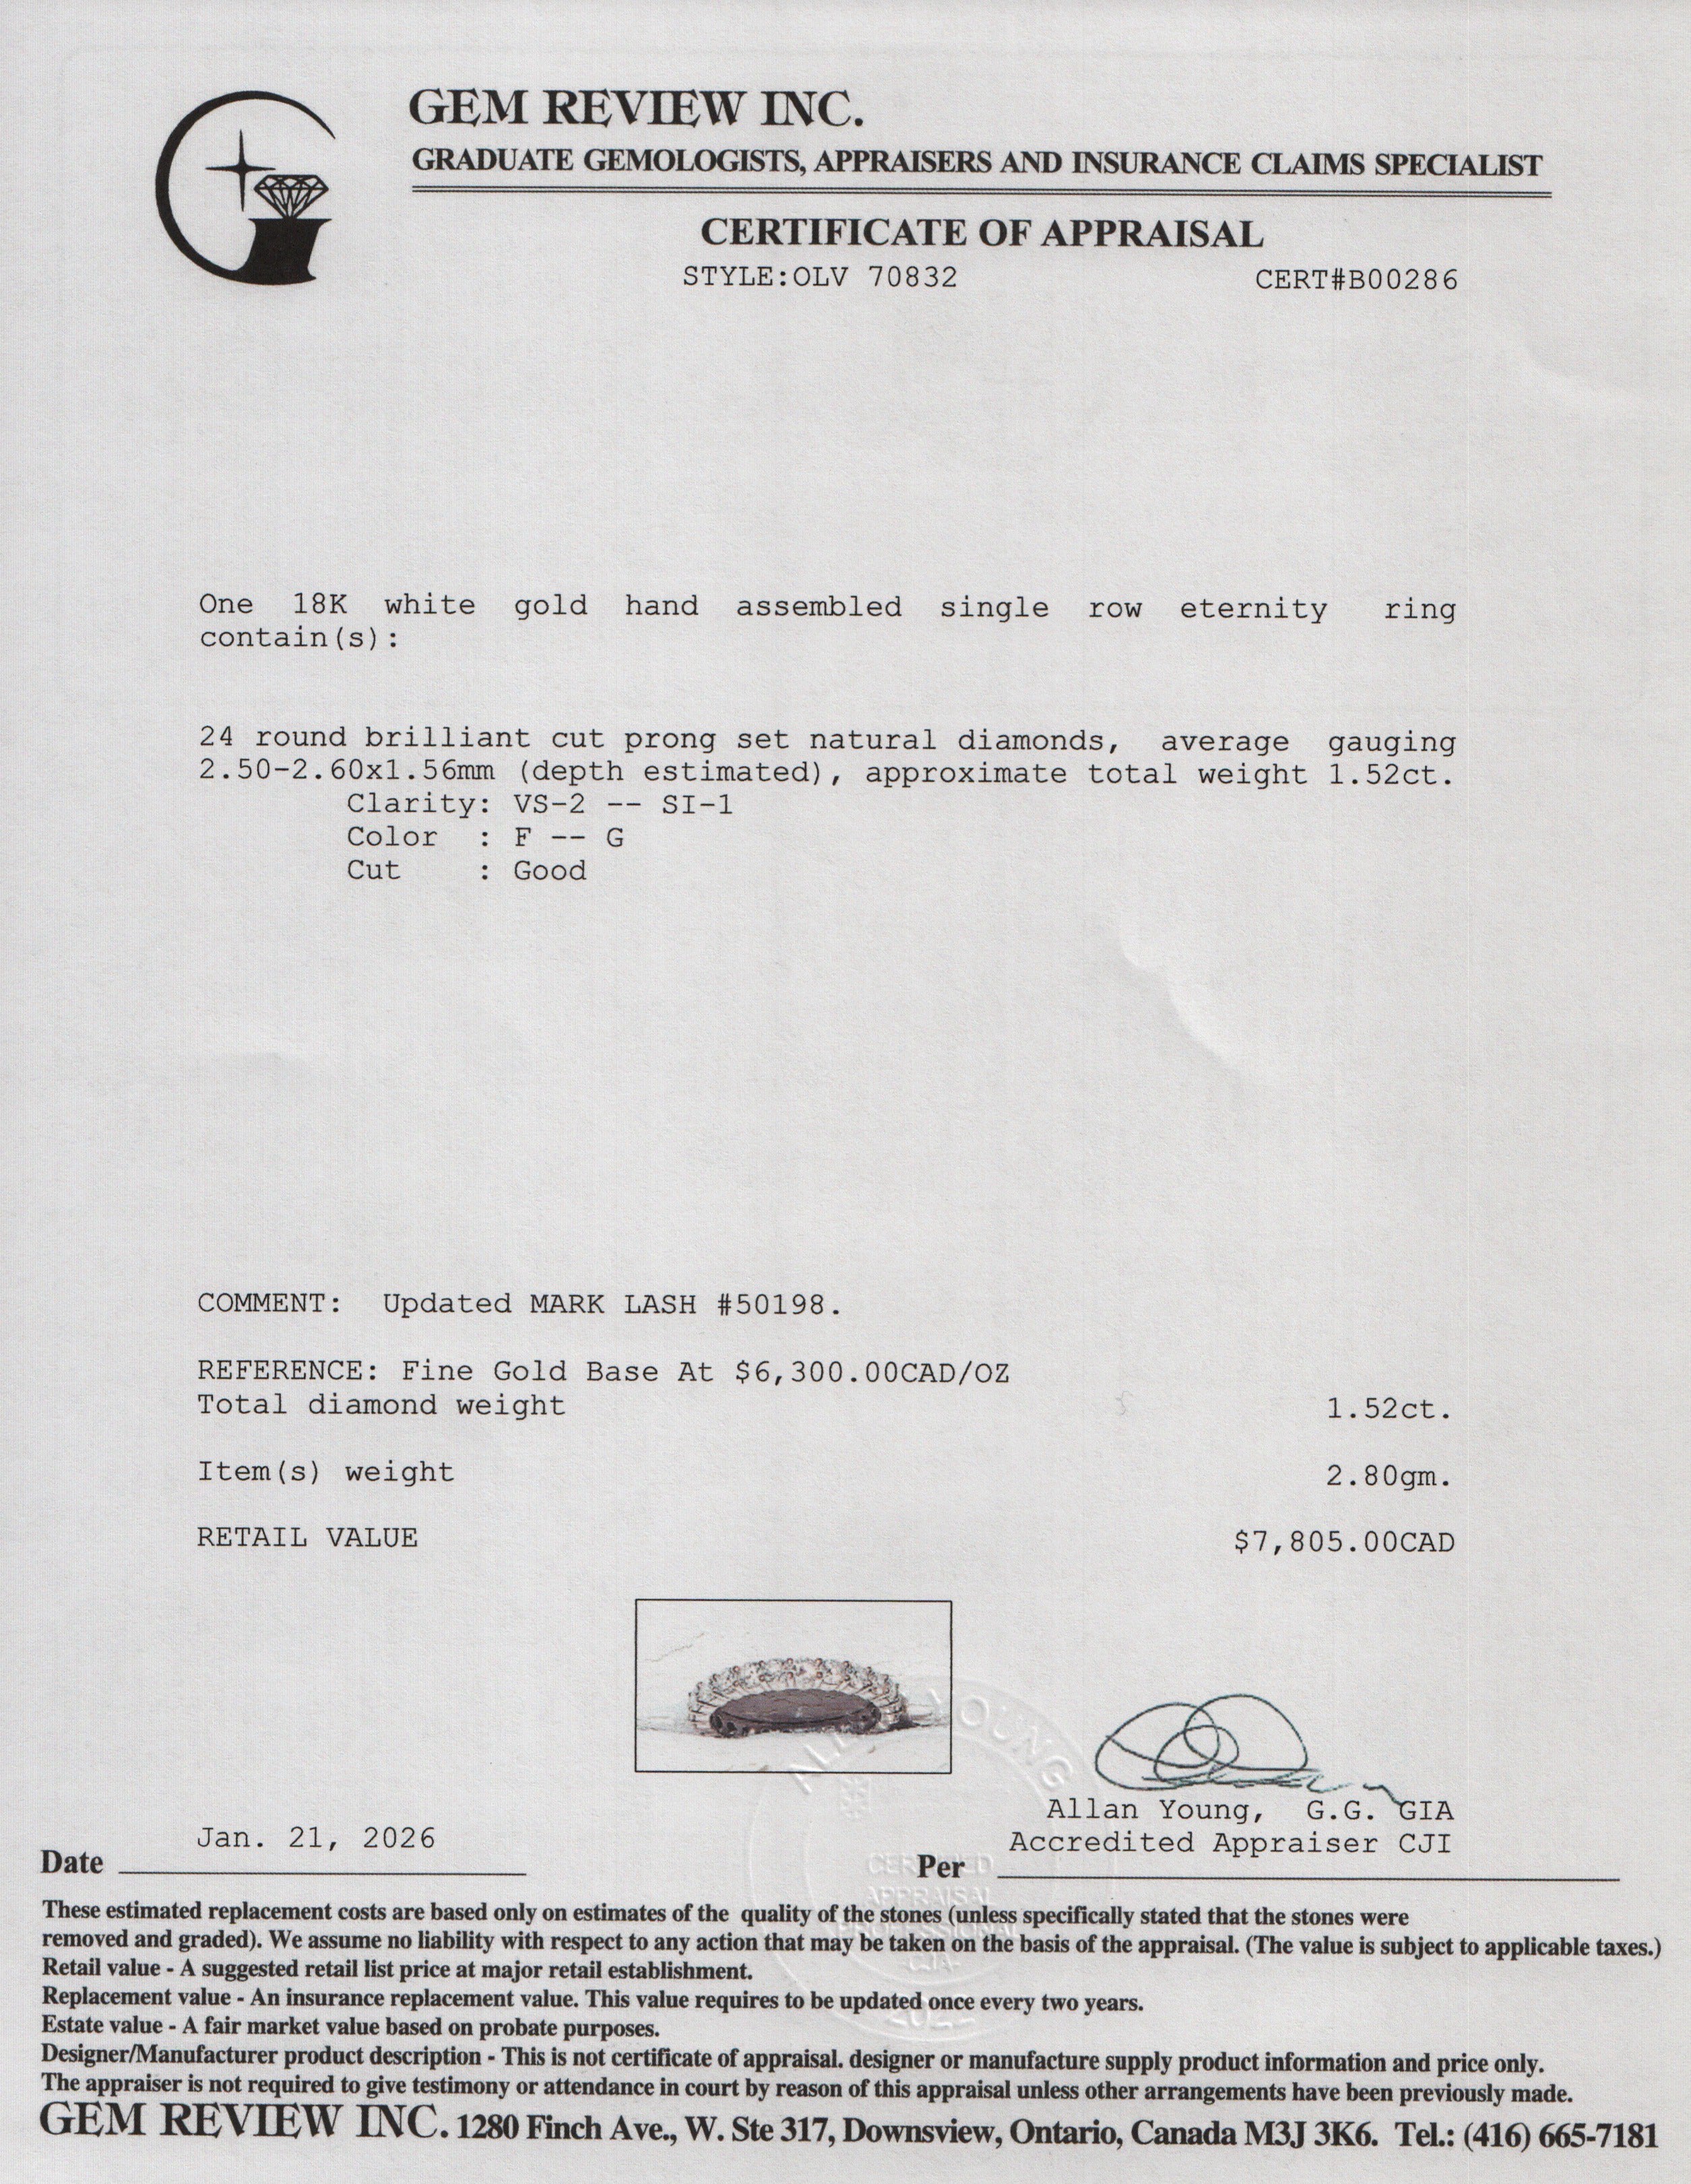 GEM REVIEW INC.
GRADUATE GEMOLOGISTS, APPRAISERS AND INSURANCE CLAIMS SPECIALIST
CERTIFICATE OF APPRAISAL
STYLE:OLV 70832 CERT#B00286
One 18K white gold hand assembled single row eternity ring
contain(s):
24 round brilliant cut prong set natural diamonds, average gauging
2.50-2.60x1.56mm (depth estimated), approximate total weight 1.52ct.
Clarity: VS-2 -- SI-1
Color : F -- G
Cut : Good
COMMENT: Updated MARK LASH #50198.
REFERENCE: Fine Gold Base At $6,300.00CAD/OZ
Total diamond weight 1.52ct.
Item(s) weight 2.80gm.
RETAIL VALUE $7,805.00CAD
ALLAN YOUNG
CERTIFIED
APPRAISAL
PROFESSIONAL
-CJA-
Allan Young, G.G. GIA
Accredited Appraiser CJI
Jan. 21, 2026
Date Per
These estimated replacement costs are based only on estimates of the quality of the stones (unless specifically stated that the stones were
removed and graded). We assume no liability with respect to any action that may be taken on the basis of the appraisal. (The value is subject to applicable taxes.)
Retail value - A suggested retail list price at major retail establishment.
Replacement value - An insurance replacement value. This value requires to be updated once every two years.
Estate value - A fair market value based on probate purposes.
Designer/Manufacturer product description - This is not certificate of appraisal. designer or manufacture supply product information and price only.
The appraiser is not required to give testimony or attendance in court by reason of this appraisal unless other arrangements have been previously made.
GEM REVIEW INC. 1280 Finch Ave., W. Ste 317, Downsview, Ontario, Canada M3J 3K6. Tel.: (416) 665-7181